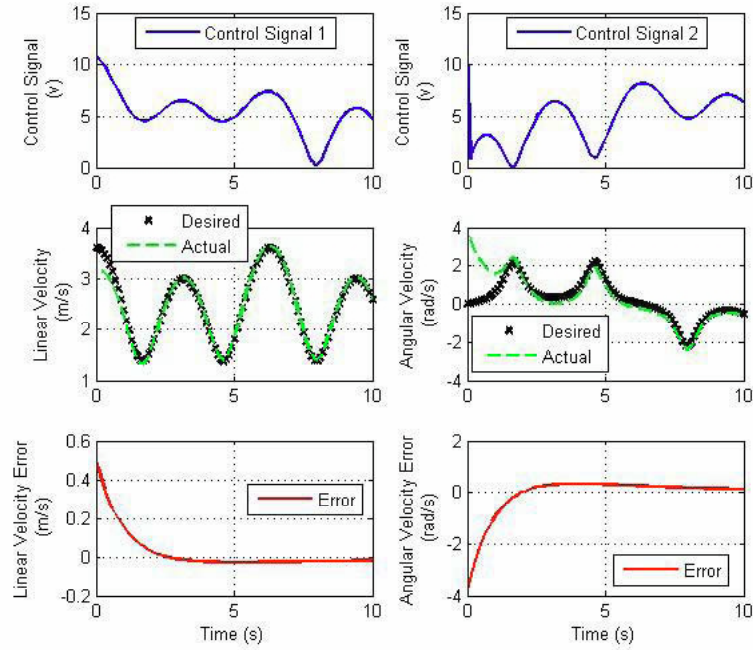 Control Signal
(v)
15
10
5
0
Control Signal 1
0
5
10
Control Signal
(v)
15
10
5
0
Control Signal 2
0
5
10
Linear Velocity
(m/s)
4
3
2
1
Desired
Actual
0
5
10
Angular Velocity
(rad/s)
4
2
0
-2
-4
Desired
Actual
0
5
10
Linear Velocity Error
(m/s)
0.6
0.4
0.2
0
-0.2
Error
0
5
10
Time (s)
Angular Velocity Error
(rad/s)
2
0
-2
-4
Error
0
5
10
Time (s)